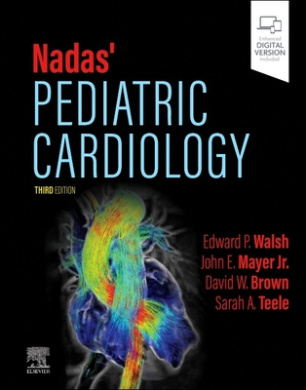 Enhanced
DIGITAL
VERSION
Included
Nadas'
PEDIATRIC
CARDIOLOGY
THIRD EDITION
Edward P. Walsh
John E. Mayer Jr.
David W. Brown
Sarah A. Teele
ELSEVIER